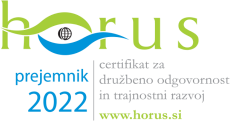 horus
prejemnik
2022
certifikat za
družbeno odgovornost
in trajnostni razvoj
www.horus.si